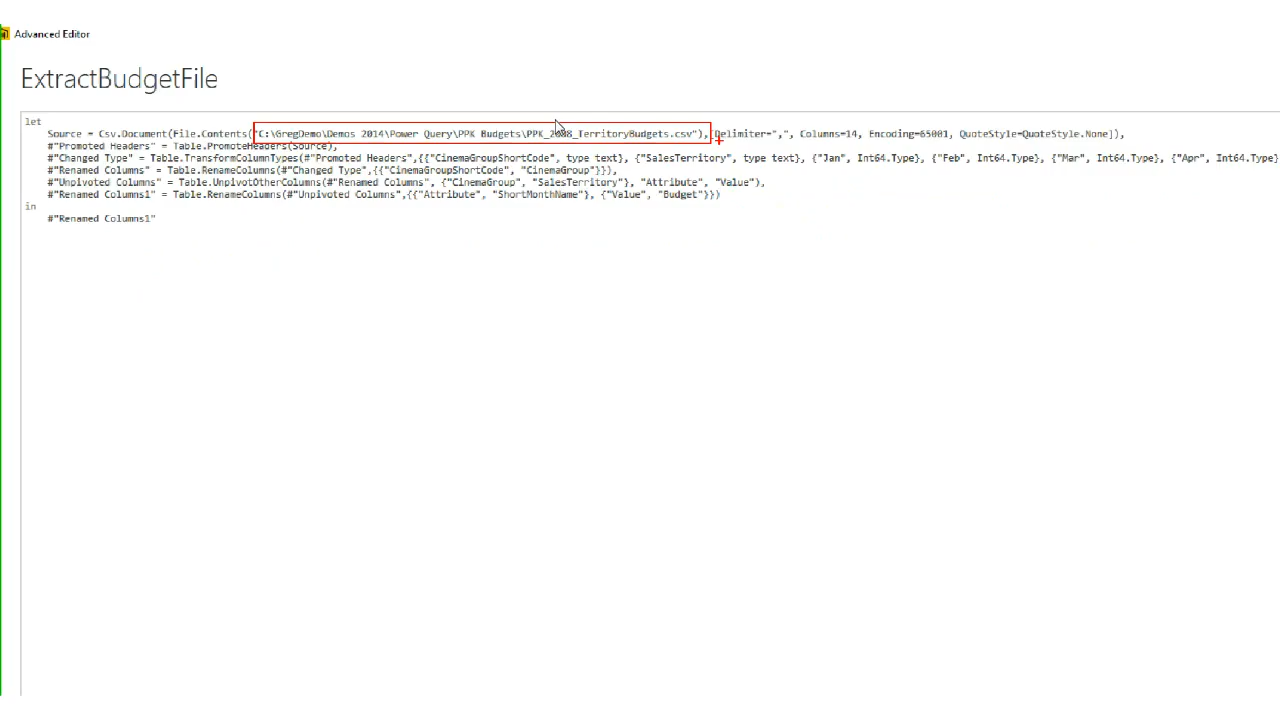 Advanced Editor
ExtractBudgetFile
let
Source = Csv.Document(File.Contents("C:\GregDemo\Demos 2014\Power Query\PPK Budgets\PPK_2008_TerritoryBudgets.csv"),[Delimiter=",", Columns=14, Encoding=65001, QuoteStyle=QuoteStyle.None]),
#"Promoted Headers" = Table.PromoteHeaders(Source),
#"Changed Type" = Table.TransformColumnTypes(#"Promoted Headers",{{"CinemaGroupShortCode", type text}, {"SalesTerritory", type text}, {"Jan", Int64.Type}, {"Feb", Int64.Type}, {"Mar", Int64.Type}, {"Apr", Int64.Type}
#"Renamed Columns" = Table.RenameColumns(#"Changed Type",{{"CinemaGroupShortCode", "CinemaGroup"}}),
#"Unpivoted Columns" = Table.UnpivotOtherColumns(#"Renamed Columns", {"CinemaGroup", "SalesTerritory"}, "Attribute", "Value"),
#"Renamed Columns1" = Table.RenameColumns(#"Unpivoted Columns",{{"Attribute", "ShortMonthName"}, {"Value", "Budget"}})
in
#"Renamed Columns1"